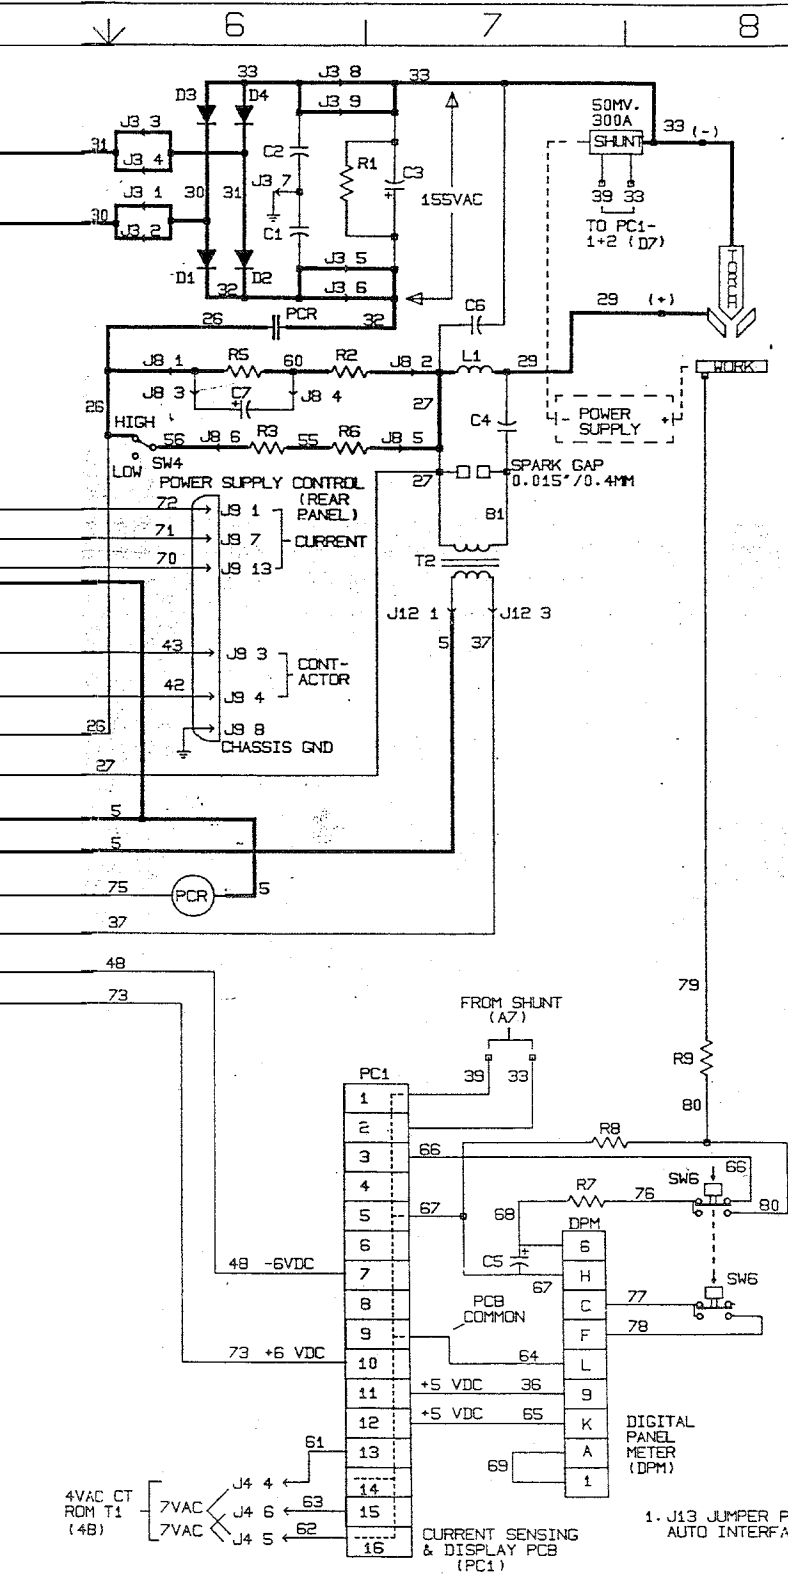 6 7 8
33 J3 8 33
D3 D4 J3 9
50MV.
300A
SHUNT 33 (-)
J3 3
31
J3 4
C2 R1 C3
J3 1
30 31 J3 7
155VAC
39 33
TO PC1-
1+2 (D7)
30
J3 2
C1
J3 5
D1 D2
32 J3 6
TORCH
29 (+)
26 PCR 32
C6
J8 1 R5 60 R2 J8 2 L1 29
WORK
J8 3 C7 J8 4
26 27
HIGH
C4
POWER
SUPPLY
- +
56 J8 6 R3 55 R6 J8 5
LOW SW4
POWER SUPPLY CONTROL
(REAR
PANEL)
27 SPARK GAP
0.015"/0.4MM
72 J9 1
B1
71 J9 7 CURRENT
70 J9 13
T2
J12 1 J12 3
5 37
43 J9 3
CONT-
ACTOR
42 J9 4
26 J9 8
CHASSIS GND
27
5
5
75 PCR 5
37
48
73
79
FROM SHUNT
(A7)
R9
PC1
39 33
80
1
2 R8
3 66
SW6 66
4
R7 76 80
5 67 68
DPM
6 C5 + 6
48 -6VDC 7 67 H
SW6
8 PCB
COMMON C 77
9 F 78
73 +6 VDC 10 64 L
11 +5 VDC 36 9
12 +5 VDC 65 K
DIGITAL
PANEL
METER
(DPM)
61 13 A
69
J4 4 14 1
4VAC CT
ROM T1
(4B)
7VAC J4 6 63 15
7VAC J4 5 62
16
CURRENT SENSING
& DISPLAY PCB
(PC1)
1. J13 JUMPER P
AUTO INTERFA